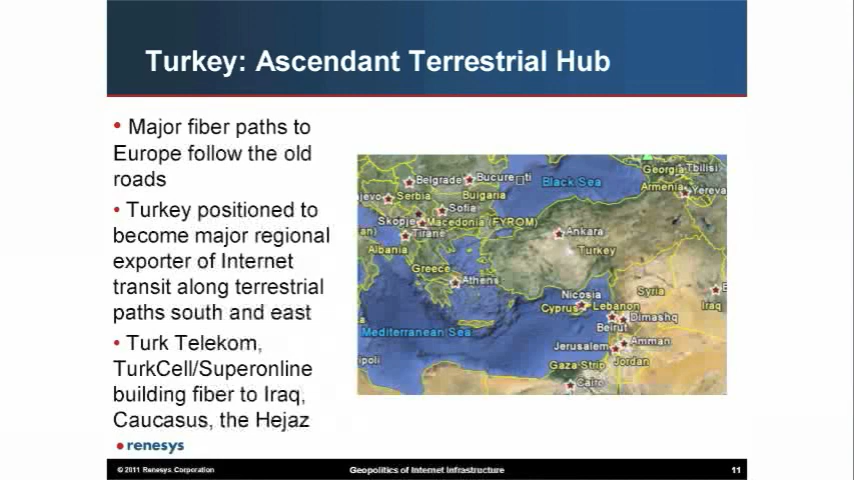 Turkey: Ascendant Terrestrial Hub
• Major fiber paths to
Europe follow the old
roads
• Turkey positioned to
become major regional
exporter of Internet
transit along terrestrial
paths south and east
• Turk Telekom,
TurkCell/Superonline
building fiber to Iraq,
Caucasus, the Hejaz
Belgrade
Serbia
Bulgaria
Black Sea
Georgia
Tbilisi
Armenia
Sofia
Skopje
Macedonia (FYROM)
Tirane
Albania
Ankara
Turkey
Greece
Athens
Nicosia
Cyprus
Lebanon
Syria
Iraq
Beirut
Dimashq
Mediterranean Sea
Jerusalem
Amman
Jordan
Gaza Strip
Cairo
renesys
© 2011 Renesys Corporation
Geopolitics of Internet Infrastructure
11